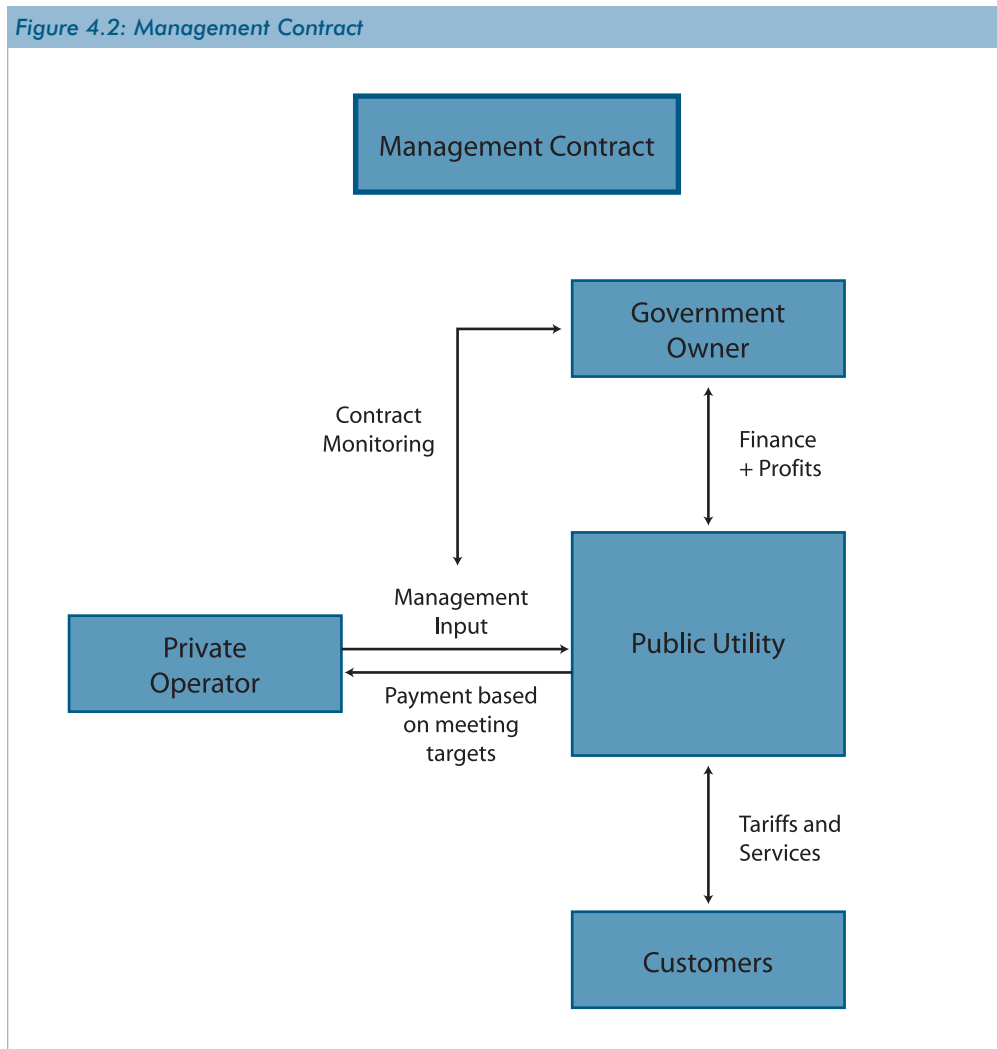 Figure 4.2: Management Contract
Management Contract
Government
Owner
Contract
Monitoring
Finance
+ Profits
Management
Input
Private
Operator
Public Utility
Payment based
on meeting
targets
Tariffs and
Services
Customers